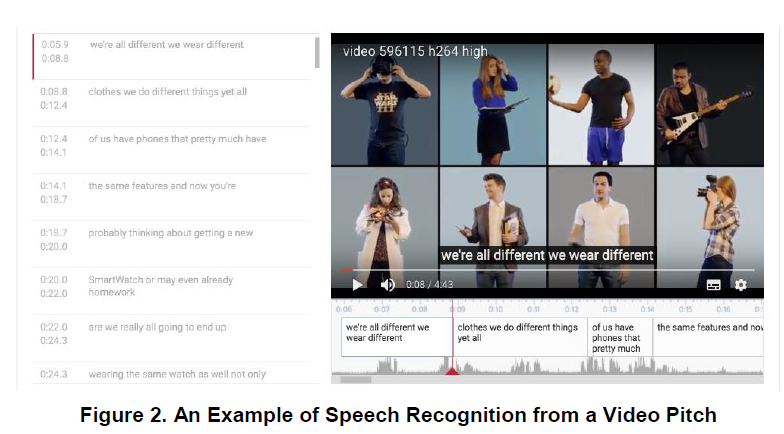 0:05.9 we're all different we wear different
0:08.8
0:08.8 clothes we do different things yet all
0:12.4
0:12.4 of us have phones that pretty much have
0:14.1
0:14.1 the same features and now you're
0:18.7
0:18.7 probably thinking about getting a new
0:20.0
0:20.0 SmartWatch or may even already
0:22.0 homework
0:22.0 are we really all going to end up
0:24.3
0:24.3 wearing the same watch as well not only
video 596115 h264 high
STAR
WARS
III
we're all different we wear different
0:08 / 4:43
0:06 0:07 0:08 0:09 0:10 0:11 0:12 0:13 0:14 0:15 0:16
we're all different we
wear different
clothes we do different things
yet all
of us have
phones that
pretty much
the same features and now
Figure 2. An Example of Speech Recognition from a Video Pitch